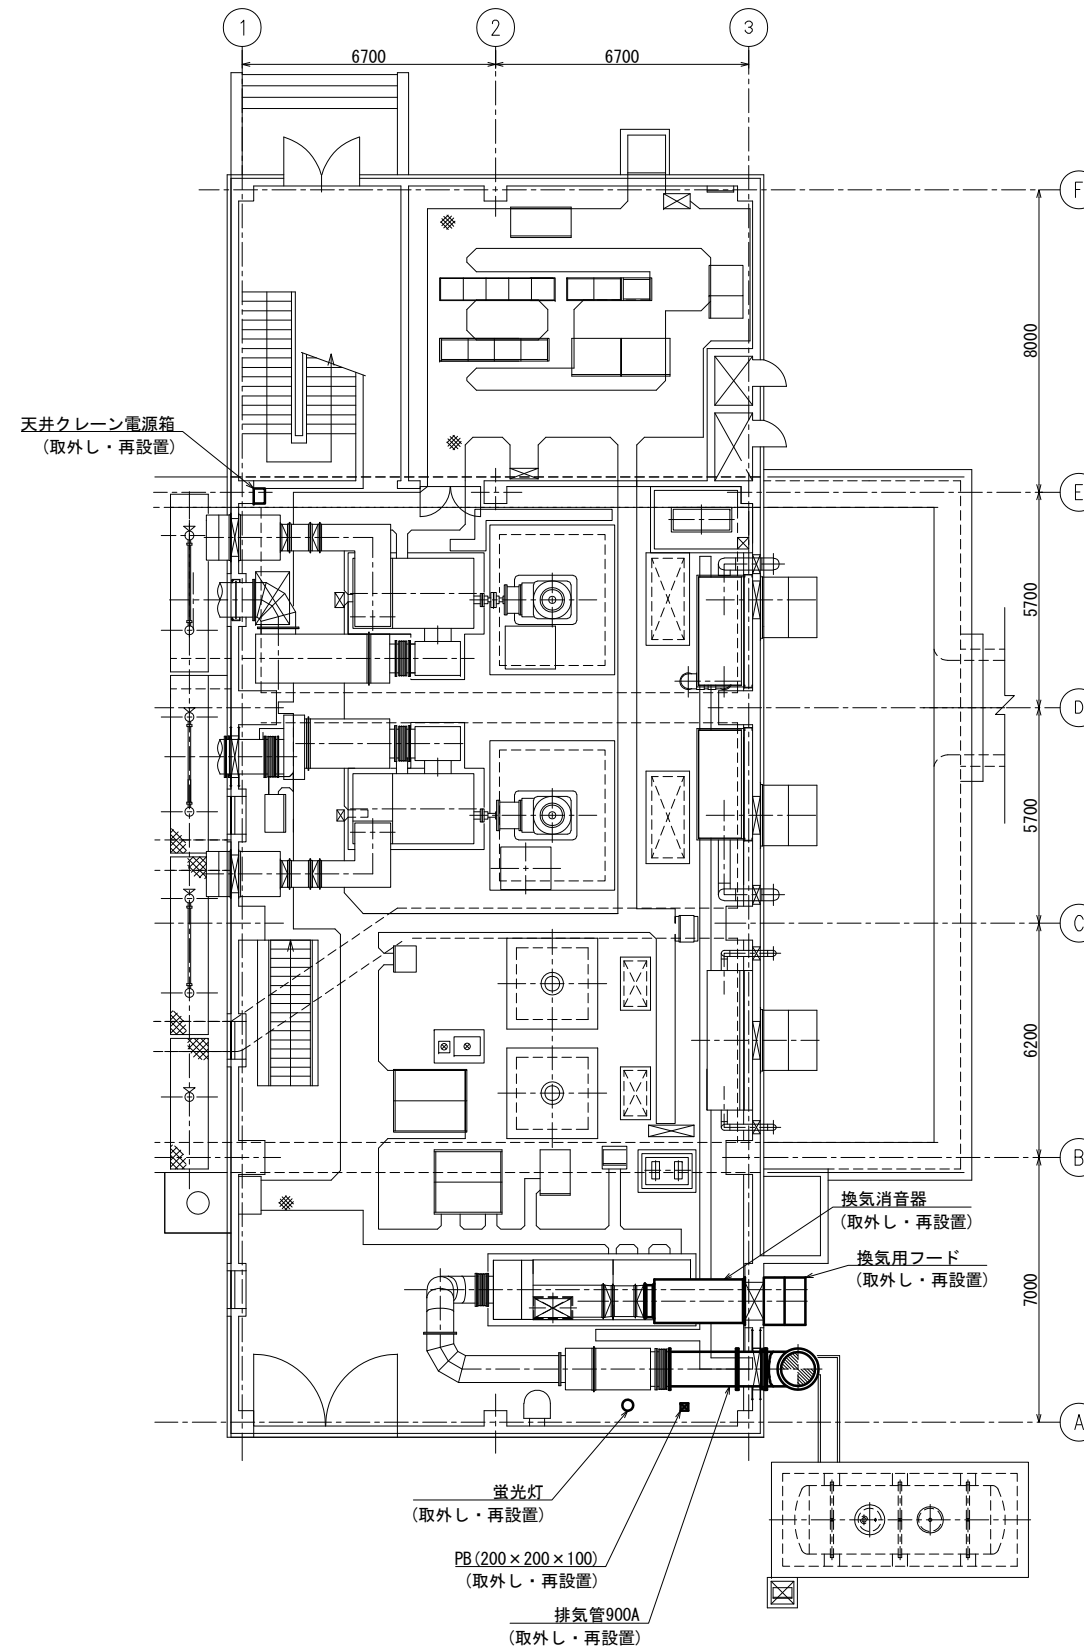 1
2
3
6700
6700
F
8000
天井クレーン電源箱
(取外し・再設置)
E
5700
D
5700
C
6200
B
換気消音器
(取外し・再設置)
換気用フード
(取外し・再設置)
7000
A
蛍光灯
(取外し・再設置)
PB(200×200×100)
(取外し・再設置)
排気管900A
(取外し・再設置)